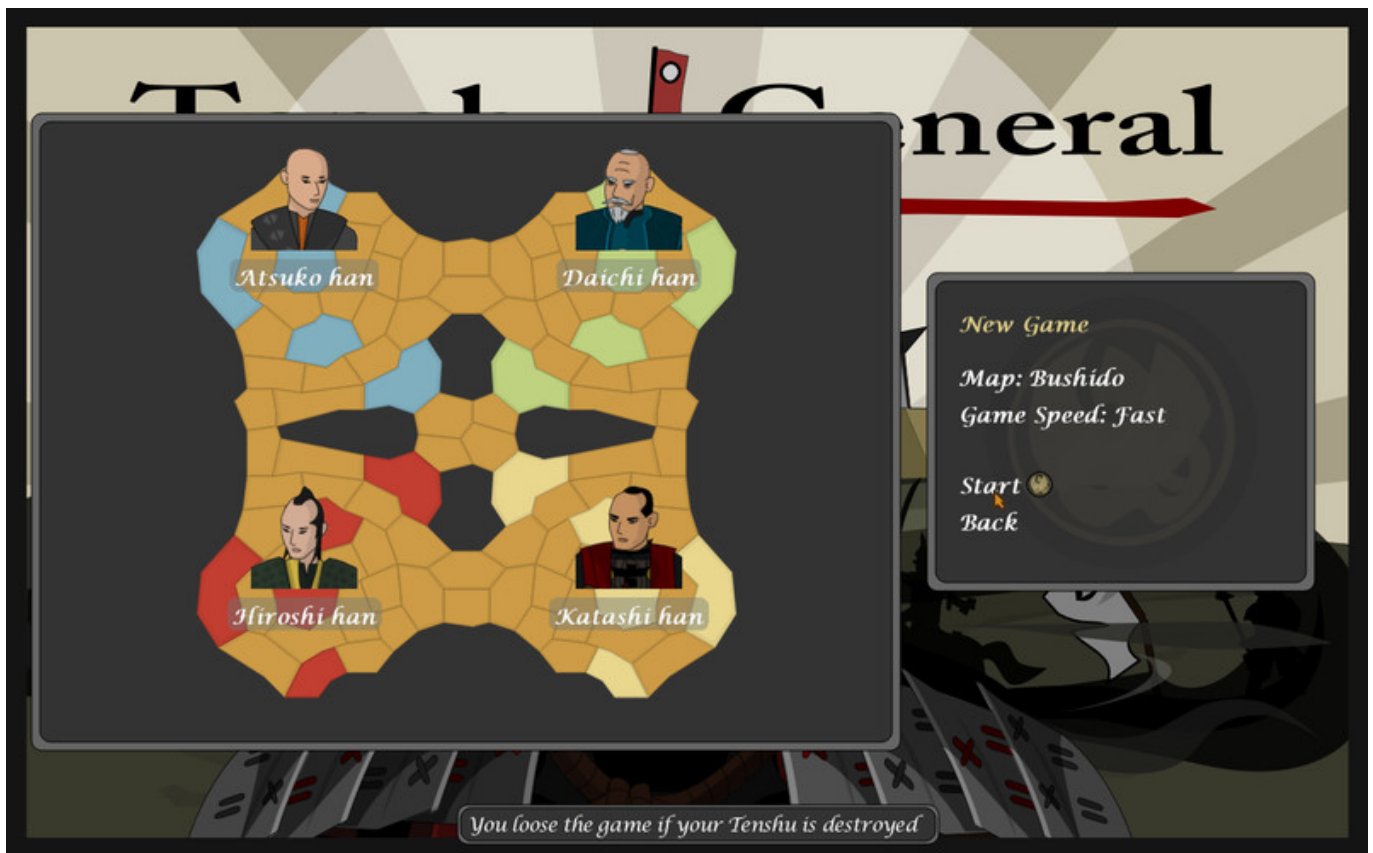 General
Atsuko han
Daichi han
Hiroshi han
Katashi han
New Game
Map: Bushido
Game Speed: Fast
Start
Back
You loose the game if your Tenshu is destroyed